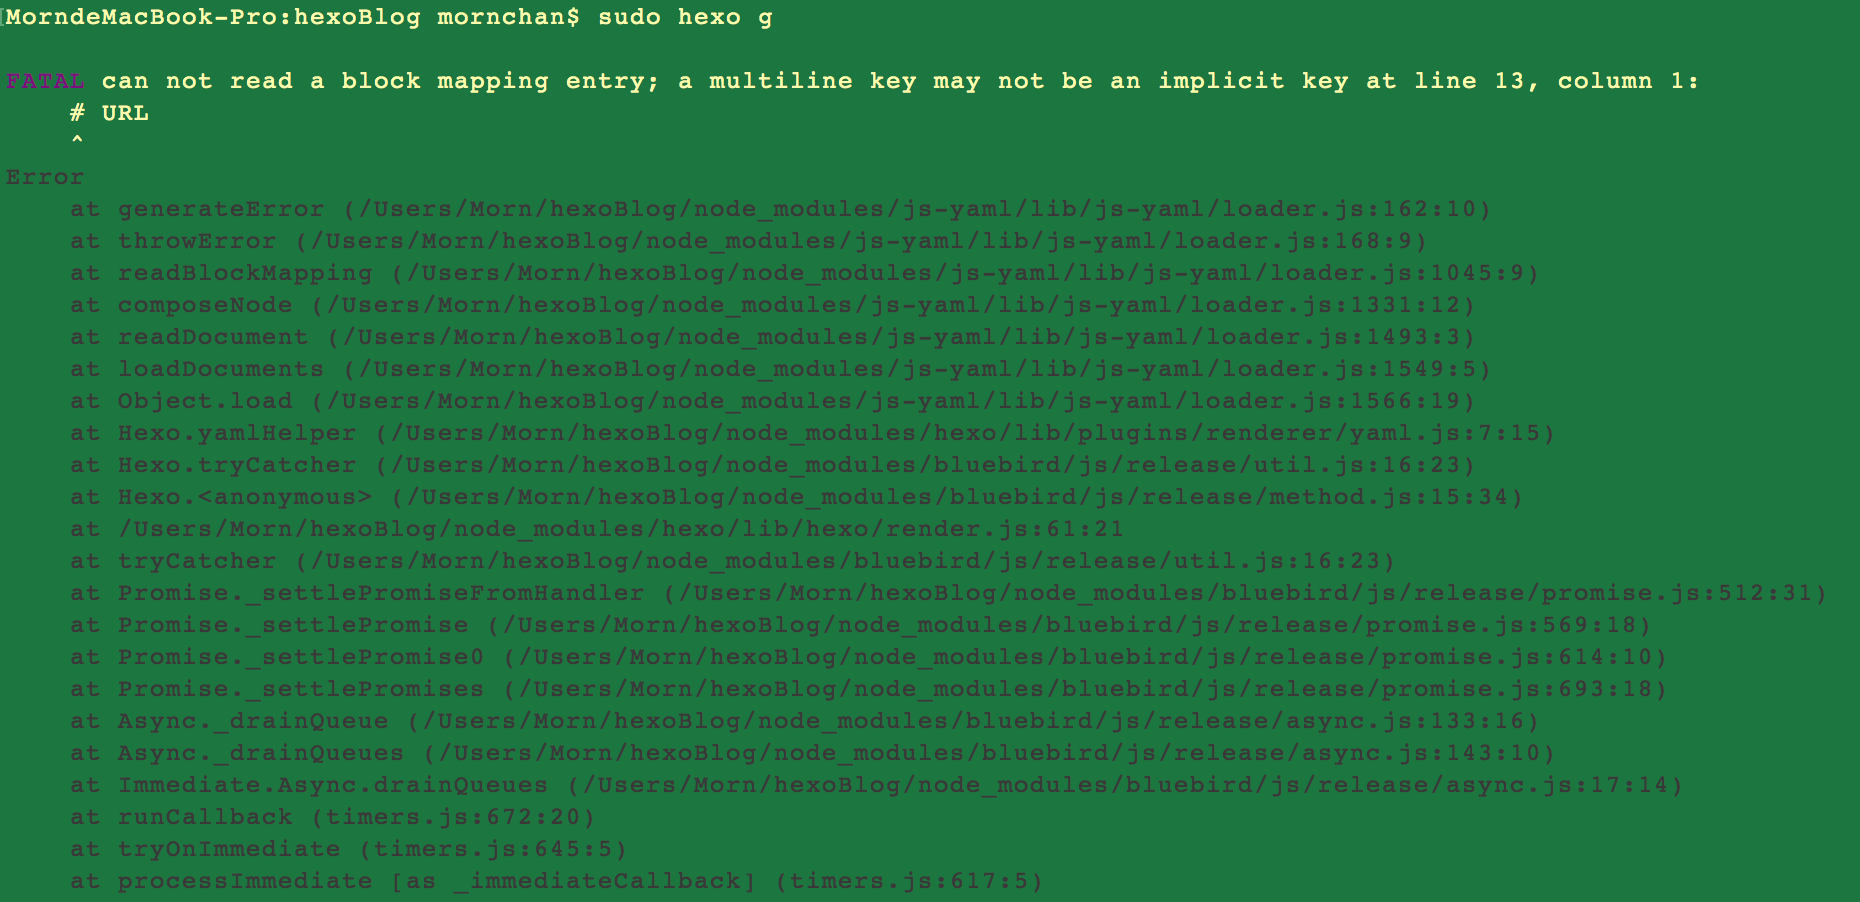 MorndeMacBook-Pro:hexoBlog mornchan$ sudo hexo g
FATAL can not read a block mapping entry; a multiline key may not be an implicit key at line 13, column 1:
# URL
^
Error
at generateError (/Users/Morn/hexoBlog/node_modules/js-yaml/lib/js-yaml/loader.js:162:10)
at throwError (/Users/Morn/hexoBlog/node_modules/js-yaml/lib/js-yaml/loader.js:168:9)
at readBlockMapping (/Users/Morn/hexoBlog/node_modules/js-yaml/lib/js-yaml/loader.js:1045:9)
at composeNode (/Users/Morn/hexoBlog/node_modules/js-yaml/lib/js-yaml/loader.js:1331:12)
at readDocument (/Users/Morn/hexoBlog/node_modules/js-yaml/lib/js-yaml/loader.js:1493:3)
at loadDocuments (/Users/Morn/hexoBlog/node_modules/js-yaml/lib/js-yaml/loader.js:1549:5)
at Object.load (/Users/Morn/hexoBlog/node_modules/js-yaml/lib/js-yaml/loader.js:1566:19)
at Hexo.yamlHelper (/Users/Morn/hexoBlog/node_modules/hexo/lib/plugins/renderer/yaml.js:7:15)
at Hexo.tryCatcher (/Users/Morn/hexoBlog/node_modules/bluebird/js/release/util.js:16:23)
at Hexo.<anonymous> (/Users/Morn/hexoBlog/node_modules/bluebird/js/release/method.js:15:34)
at /Users/Morn/hexoBlog/node_modules/hexo/lib/hexo/render.js:61:21
at tryCatcher (/Users/Morn/hexoBlog/node_modules/bluebird/js/release/util.js:16:23)
at Promise._settlePromiseFromHandler (/Users/Morn/hexoBlog/node_modules/bluebird/js/release/promise.js:512:31)
at Promise._settlePromise (/Users/Morn/hexoBlog/node_modules/bluebird/js/release/promise.js:569:18)
at Promise._settlePromise0 (/Users/Morn/hexoBlog/node_modules/bluebird/js/release/promise.js:614:10)
at Promise._settlePromises (/Users/Morn/hexoBlog/node_modules/bluebird/js/release/promise.js:693:18)
at Async._drainQueue (/Users/Morn/hexoBlog/node_modules/bluebird/js/release/async.js:133:16)
at Async._drainQueues (/Users/Morn/hexoBlog/node_modules/bluebird/js/release/async.js:143:10)
at Immediate.Async.drainQueues (/Users/Morn/hexoBlog/node_modules/bluebird/js/release/async.js:17:14)
at runCallback (timers.js:672:20)
at tryOnImmediate (timers.js:645:5)
at processImmediate [as _immediateCallback] (timers.js:617:5)